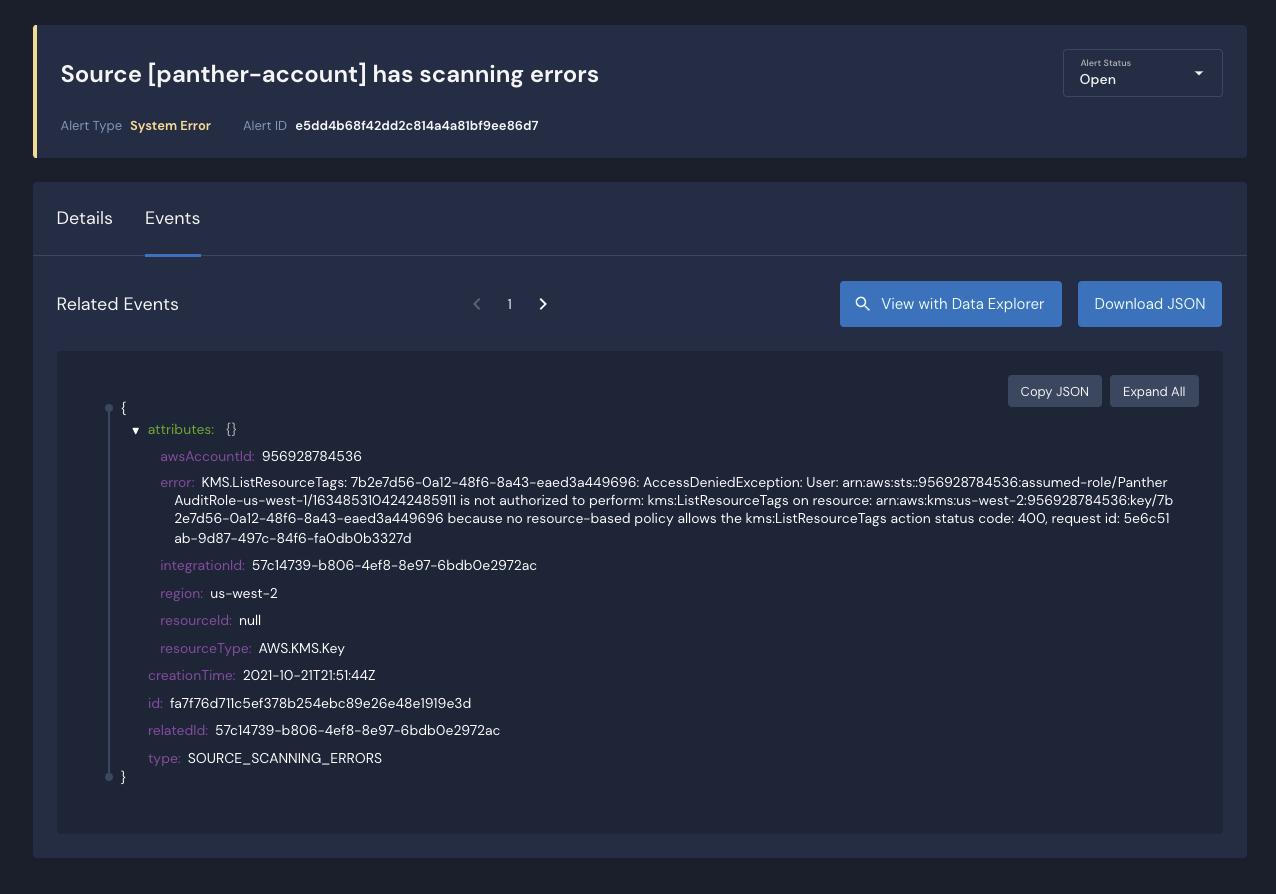 Source [panther-account] has scanning errors
Alert Status
Open
Alert Type System Error Alert ID e5dd4b68f42dd2c814a4a81bf9ee86d7
Details Events
Related Events 1 View with Data Explorer Download JSON
Copy JSON Expand All
{
attributes: {}
awsAccountId: 956928784536
error: KMS.ListResourceTags: 7b2e7d56-0a12-48f6-8a43-eaed3a449696: AccessDeniedException: User: arn:aws:sts::956928784536:assumed-role/Panther
AuditRole-us-west-1/1634853104242485911 is not authorized to perform: kms:ListResourceTags on resource: arn:aws:kms:us-west-2:956928784536:key/7b
2e7d56-0a12-48f6-8a43-eaed3a449696 because no resource-based policy allows the kms:ListResourceTags action status code: 400, request id: 5e6c51
ab-9d87-497c-84f6-fa0db0b3327d
integrationId: 57c14739-b806-4ef8-8e97-6bdb0e2972ac
region: us-west-2
resourceId: null
resourceType: AWS.KMS.Key
creationTime: 2021-10-21T21:51:44Z
id: fa7f76d711c5ef378b254ebc89e26e48e1919e3d
relatedId: 57c14739-b806-4ef8-8e97-6bdb0e2972ac
type: SOURCE_SCANNING_ERRORS
}